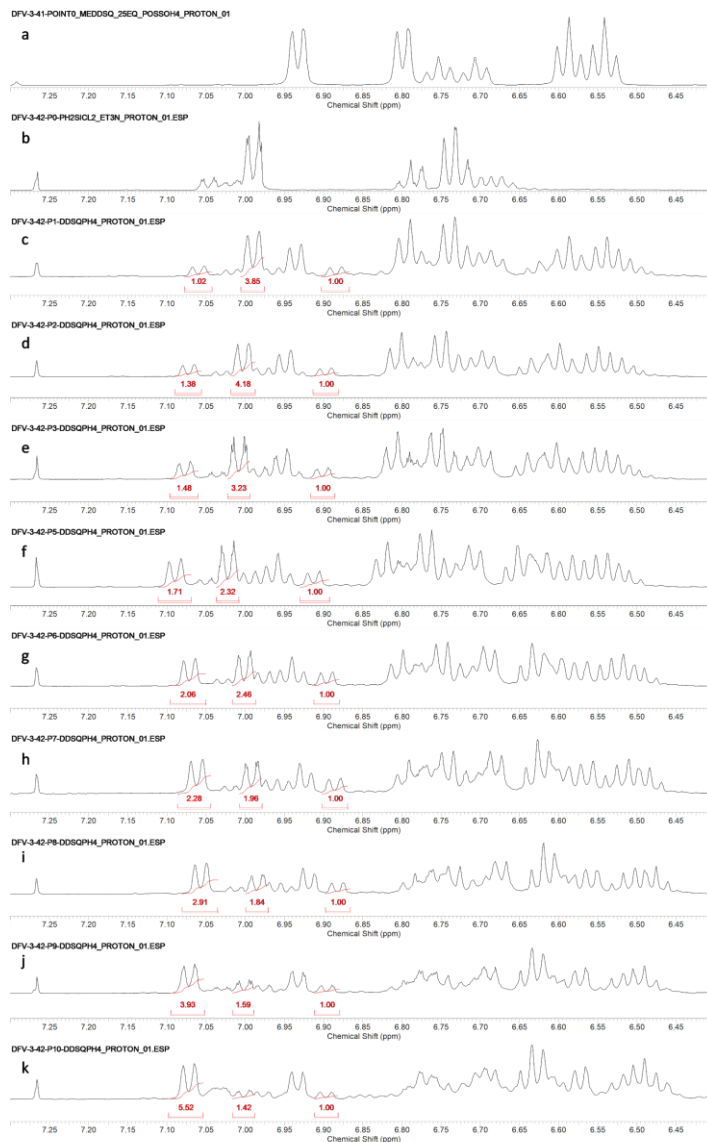 DFV-3-41-POINT0_MEDDSQ_25EQ_POSSOH4_PROTON_01
a
7.25 7.20 7.15 7.10 7.05 7.00 6.95 6.90 6.85 6.80 6.75 6.70 6.65 6.60 6.55 6.50 6.45
Chemical Shift (ppm)
DFV-3-42-P0-PH2SICL2_ET3N_PROTON_01.ESP
b
7.25 7.20 7.15 7.10 7.05 7.00 6.95 6.90 6.85 6.80 6.75 6.70 6.65 6.60 6.55 6.50 6.45
Chemical Shift (ppm)
DFV-3-42-P1-DDSQPH4_PROTON_01.ESP
c
1.02 3.85 1.00
7.25 7.20 7.15 7.10 7.05 7.00 6.95 6.90 6.85 6.80 6.75 6.70 6.65 6.60 6.55 6.50 6.45
Chemical Shift (ppm)
DFV-3-42-P2-DDSQPH4_PROTON_01.ESP
d
1.38 4.18 1.00
7.25 7.20 7.15 7.10 7.05 7.00 6.95 6.90 6.85 6.80 6.75 6.70 6.65 6.60 6.55 6.50 6.45
Chemical Shift (ppm)
DFV-3-42-P3-DDSQPH4_PROTON_01.ESP
e
1.48 3.23 1.00
7.25 7.20 7.15 7.10 7.05 7.00 6.95 6.90 6.85 6.80 6.75 6.70 6.65 6.60 6.55 6.50 6.45
Chemical Shift (ppm)
DFV-3-42-P5-DDSQPH4_PROTON_01.ESP
f
1.71 2.32 1.00
7.25 7.20 7.15 7.10 7.05 7.00 6.95 6.90 6.85 6.80 6.75 6.70 6.65 6.60 6.55 6.50 6.45
Chemical Shift (ppm)
DFV-3-42-P6-DDSQPH4_PROTON_01.ESP
g
2.06 2.46 1.00
7.25 7.20 7.15 7.10 7.05 7.00 6.95 6.90 6.85 6.80 6.75 6.70 6.65 6.60 6.55 6.50 6.45
Chemical Shift (ppm)
DFV-3-42-P7-DDSQPH4_PROTON_01.ESP
h
2.28 1.96 1.00
7.25 7.20 7.15 7.10 7.05 7.00 6.95 6.90 6.85 6.80 6.75 6.70 6.65 6.60 6.55 6.50 6.45
Chemical Shift (ppm)
DFV-3-42-P8-DDSQPH4_PROTON_01.ESP
i
2.91 1.84 1.00
7.25 7.20 7.15 7.10 7.05 7.00 6.95 6.90 6.85 6.80 6.75 6.70 6.65 6.60 6.55 6.50 6.45
Chemical Shift (ppm)
DFV-3-42-P9-DDSQPH4_PROTON_01.ESP
j
3.93 1.59 1.00
7.25 7.20 7.15 7.10 7.05 7.00 6.95 6.90 6.85 6.80 6.75 6.70 6.65 6.60 6.55 6.50 6.45
Chemical Shift (ppm)
DFV-3-42-P10-DDSQPH4_PROTON_01.ESP
k
5.52 1.42 1.00
7.25 7.20 7.15 7.10 7.05 7.00 6.95 6.90 6.85 6.80 6.75 6.70 6.65 6.60 6.55 6.50 6.45
Chemical Shift (ppm)